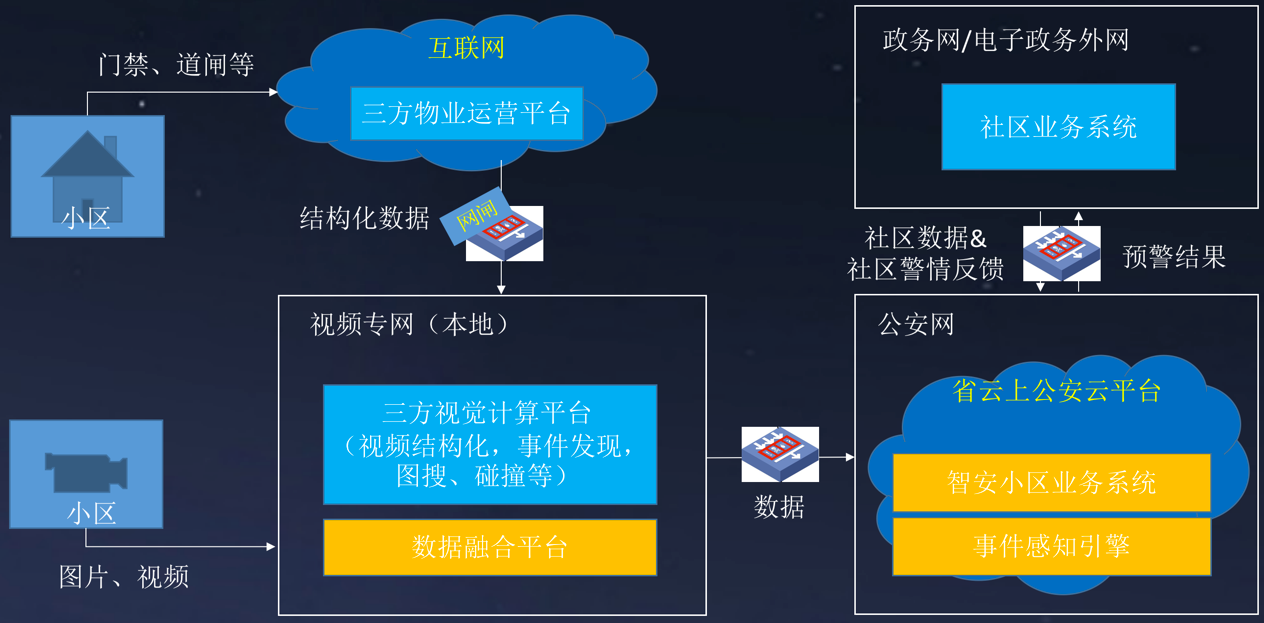 互联网
门禁、道闸等
三方物业运营平台
小区
结构化数据
网闸
政务网/电子政务外网
社区业务系统
社区数据&
社区警情反馈
预警结果
视频专网（本地）
三方视觉计算平台
（视频结构化，事件发现，
图搜、碰撞等）
数据融合平台
小区
图片、视频
数据
公安网
省云上公安云平台
智安小区业务系统
事件感知引擎